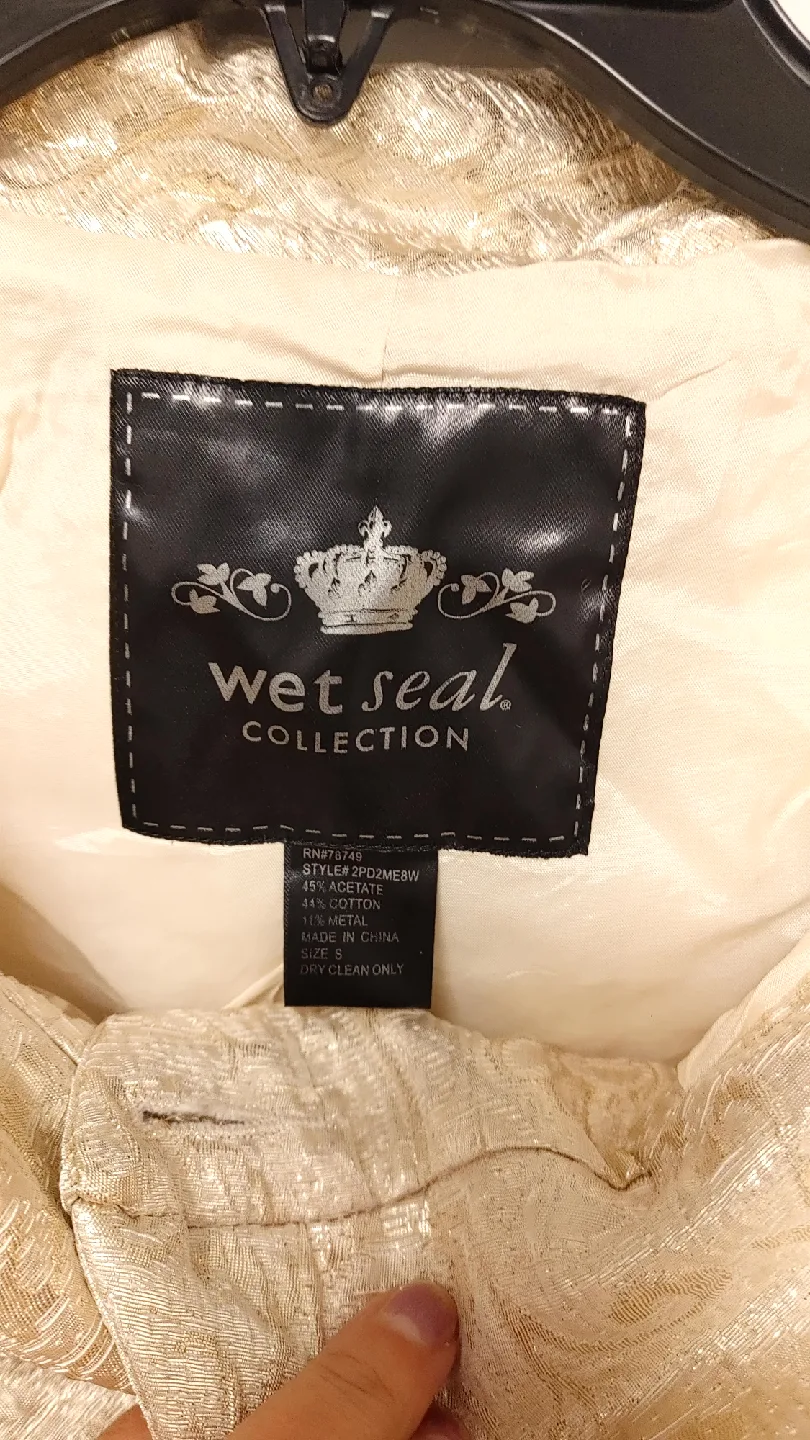 wet seal®
COLLECTION
RN#78749
STYLE# 2PD2ME8W
45% ACETATE
44% COTTON
11% METAL
MADE IN CHINA
SIZE S
DRY CLEAN ONLY